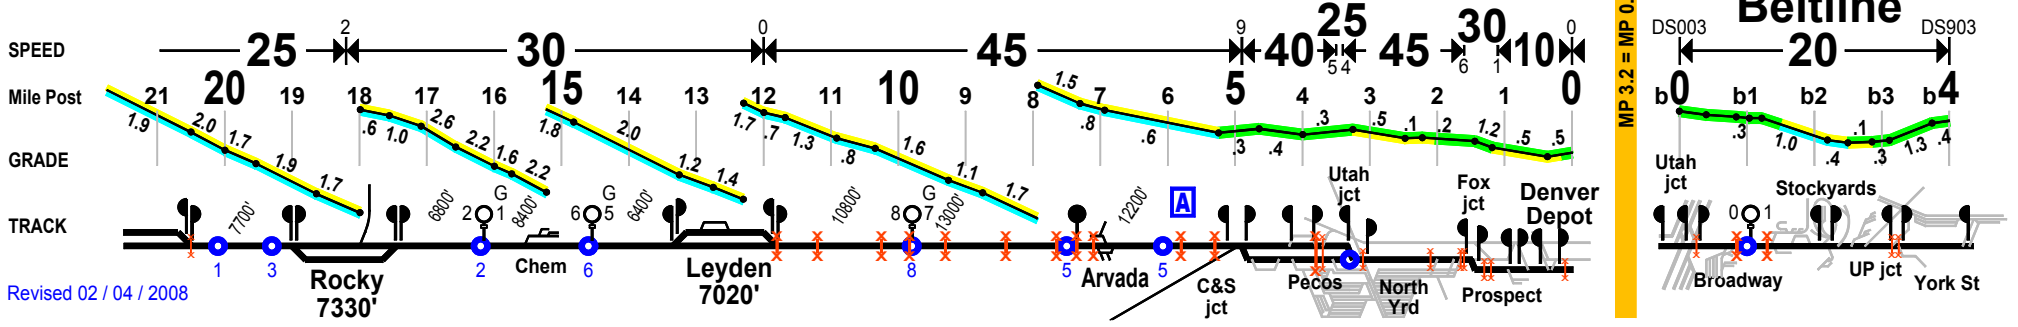 2 0 25 9 30 0 DS003 Beltline DS903
SPEED 25 30 45 40 5 4 45 6 1 10 20
Mile Post 21 20 19 18 17 16 15 14 13 12 11 10 9 8 7 6 5 4 3 2 1 0 b 0 b1 b2 b3 b 4
1.9 2.0 1.7 1.9 1.7 .6 1.0 2.6 2.2 1.6 2.2 1.8 2.0 1.2 1.4 1.7 .7 1.3 .8 1.6 1.1 1.7 1.5 .8 .6 .3 .4 .3 .5 .1 .2 1.2 .5 .5 .3 1.0 .4 .1 .3 1.3 .4
GRADE
Utah jct
Fox jct
Denver Depot
Utah jct
Stockyards
TRACK 7700' 6800' 2 G 1 8400' 6 G 5 6400' 10800' 8 G 7 13000' 12200' A 0 1
1 3 Rocky 7330' 2 Chem 6 Leyden 7020' 8 5 Arvada 5 C&S jct Pecos North Yrd Prospect Broadway UP jct York St
Revised 02 / 04 / 2008
MP 3.2 = MP 0.